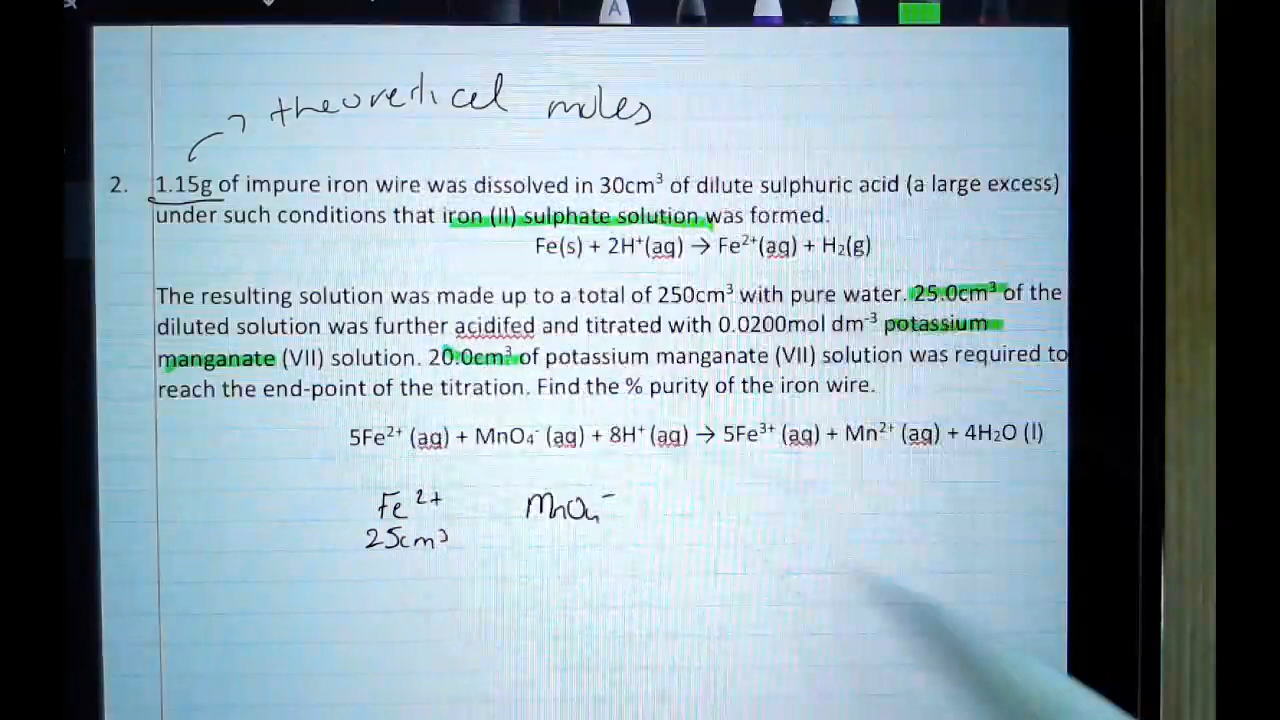 A
theoretical moles
2. 1.15g of impure iron wire was dissolved in 30cm³ of dilute sulphuric acid (a large excess)
under such conditions that iron (II) sulphate solution was formed.
Fe(s) + 2H⁺(aq) → Fe²⁺(aq) + H₂(g)
The resulting solution was made up to a total of 250cm³ with pure water. 25.0cm³ of the
diluted solution was further acidifed and titrated with 0.0200mol dm⁻³ potassium
manganate (VII) solution. 20.0cm³ of potassium manganate (VII) solution was required to
reach the end-point of the titration. Find the % purity of the iron wire.
5Fe²⁺ (aq) + MnO₄⁻ (aq) + 8H⁺ (aq) → 5Fe³⁺ (aq) + Mn²⁺ (aq) + 4H₂O (l)
Fe²⁺ MnO₄⁻
25cm³